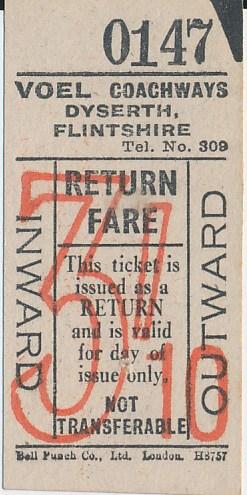 0147
VOEL COACHWAYS
DYSERTH,
FLINTSHIRE
Tel. No. 309
INWARD
RETURN
FARE
This ticket is
issued as a
RETURN
and is valid
for day of
issue only.
NOT
TRANSFERABLE
OUTWARD
3/10
Bell Punch Co., Ltd. London. H8757